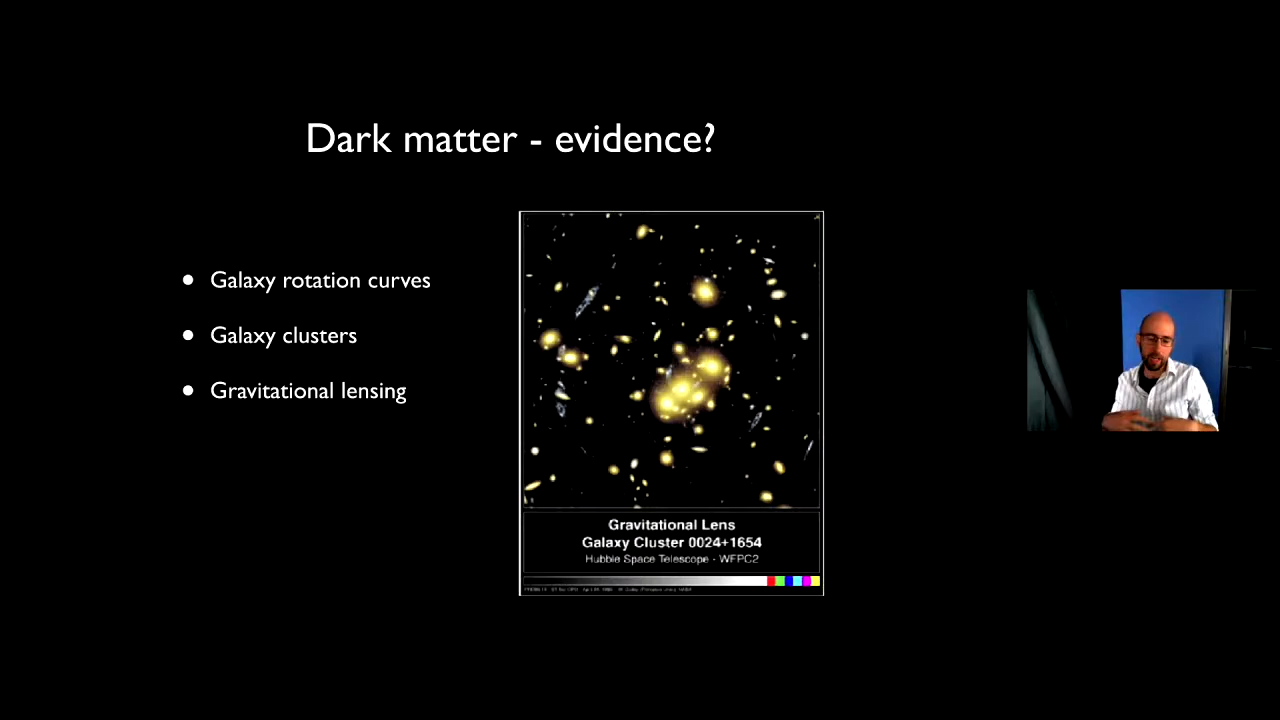 Dark matter - evidence?
• Galaxy rotation curves
• Galaxy clusters
• Gravitational lensing
Gravitational Lens
Galaxy Cluster 0024+1654
Hubble Space Telescope - WFPC2